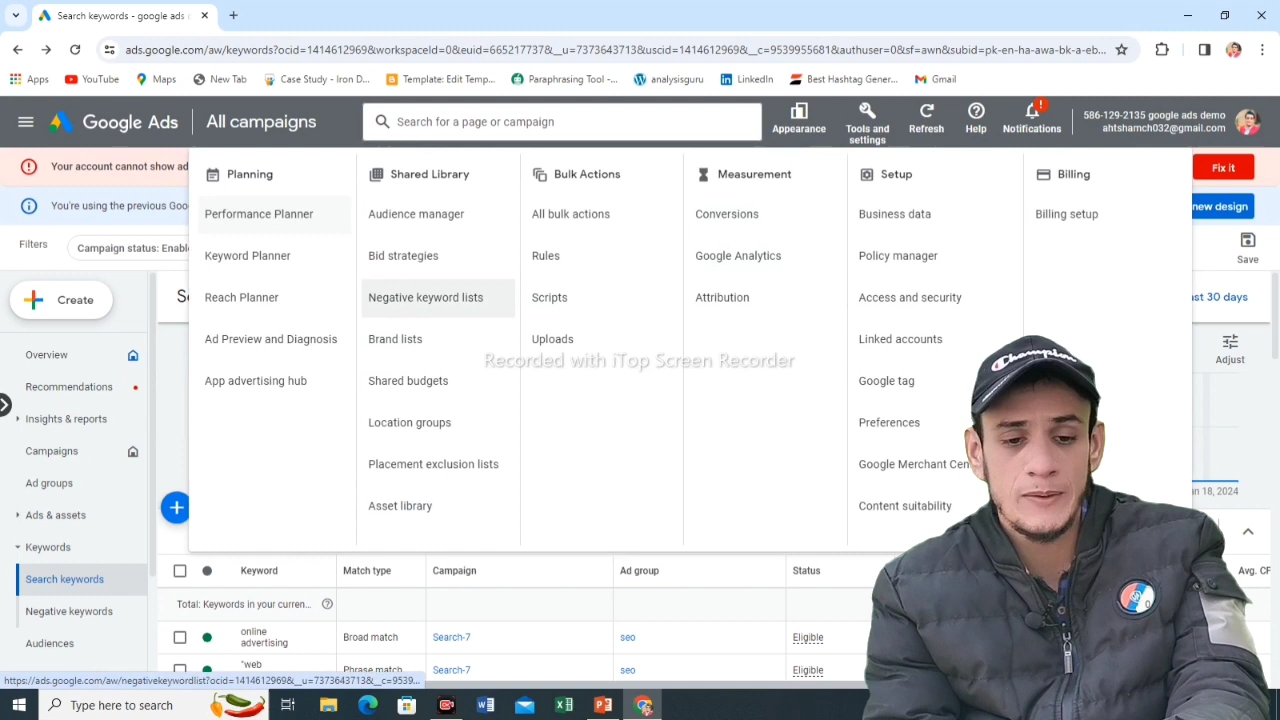 Keywords - google ads
ads.google.com/aw/keywords?ocid=1414612969&workspaceId=0&euid=665217737&__u=7373643713&uscid=1414612969&__c=9539955681&authuser=0&sf=awn&subid=pk-en-ha-awa-bk-a-eb...
Apps
YouTube
Maps
New Tab
Case Study - Iron D...
Template: Edit Temp...
Paraphrasing Tool -...
analysisguru
LinkedIn
Best Hashtag Gener...
Gmail
Google Ads
All campaigns
Search for a page or campaign
Appearance
Tools and
settings
Refresh
Help
!
Notifications
586-129-2135 google ads demo
ahtshamch032@gmail.com
Your account cannot show ad
Fix it
You're using the previous Goo
new design
Filters
Campaign status: Enable
Save
Planning
Performance Planner
Keyword Planner
Reach Planner
Ad Preview and Diagnosis
App advertising hub
Shared Library
Audience manager
Bid strategies
Negative keyword lists
Brand lists
Shared budgets
Location groups
Placement exclusion lists
Asset library
Bulk Actions
All bulk actions
Rules
Scripts
Uploads
Measurement
Conversions
Google Analytics
Attribution
Setup
Business data
Policy manager
Access and security
Linked accounts
Google tag
Preferences
Google Merchant Cen
Content suitability
Billing
Billing setup
Recorded with iTop Screen Recorder
Champion
Create
Se
ast 30 days
Adjust
n 18, 2024
Overview
Recommendations
Insights & reports
Campaigns
Ad groups
Ads & assets
Keywords
Search keywords
Negative keywords
Audiences
Keyword
Match type
Campaign
Ad group
Status
Avg. CF
Total: Keywords in your curren...
online
advertising
Broad match
Search-7
seo
Eligible
"web
Phrase match
Search-7
seo
Eligible
https://ads.google.com/aw/negativekeywordlist?ocid=1414612969&__u=7373643713&__c=9539...
Type here to search